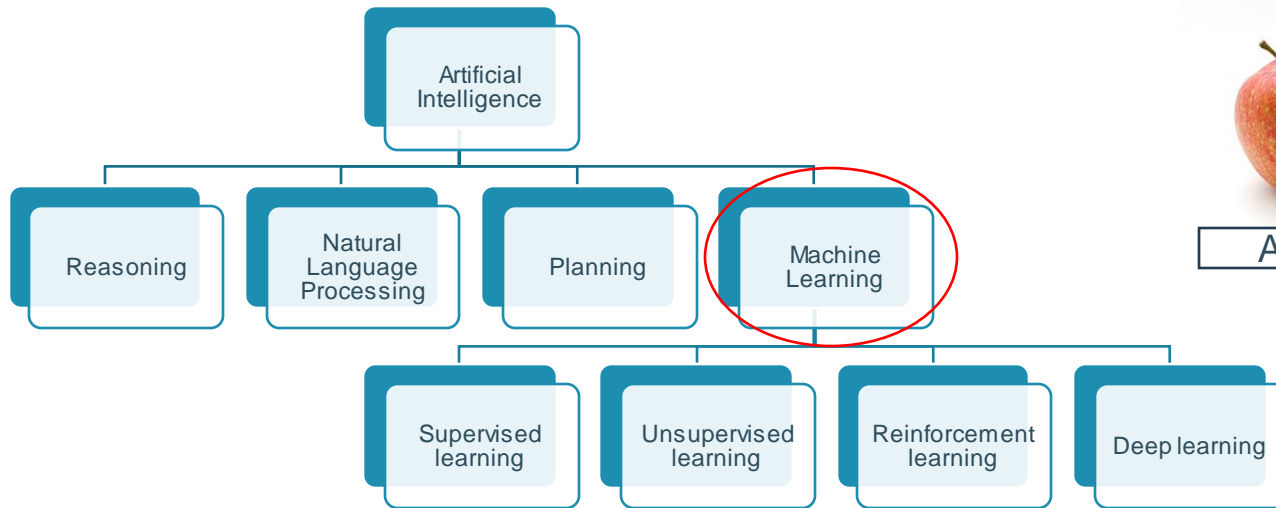 Artificial
Intelligence
Reasoning
Natural
Language
Processing
Planning
Machine
Learning
A
Supervised
learning
Unsupervised
learning
Reinforcement
learning
Deep learning